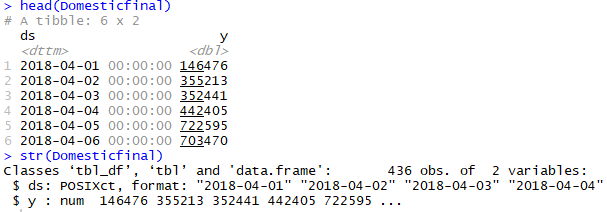 > head(Domesticfinal)
# A tibble: 6 x 2
ds y
<dttm> <dbl>
1 2018-04-01 00:00:00 146476
2 2018-04-02 00:00:00 355213
3 2018-04-03 00:00:00 352441
4 2018-04-04 00:00:00 442405
5 2018-04-05 00:00:00 722595
6 2018-04-06 00:00:00 703470
> str(Domesticfinal)
Classes ‘tbl_df’, ‘tbl’ and 'data.frame': 436 obs. of 2 variables:
$ ds: POSIXct, format: "2018-04-01" "2018-04-02" "2018-04-03" "2018-04-04"
$ y : num 146476 355213 352441 442405 722595 ...